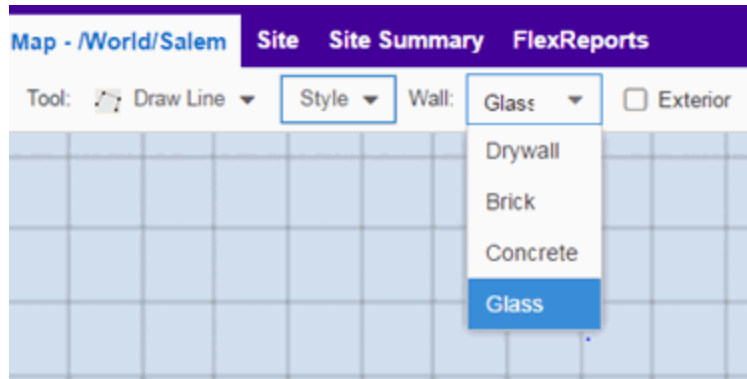 Map - /World/Salem Site Site Summary FlexReports
Tool: Draw Line Style Wall: Glass Exterior
Drywall
Brick
Concrete
Glass